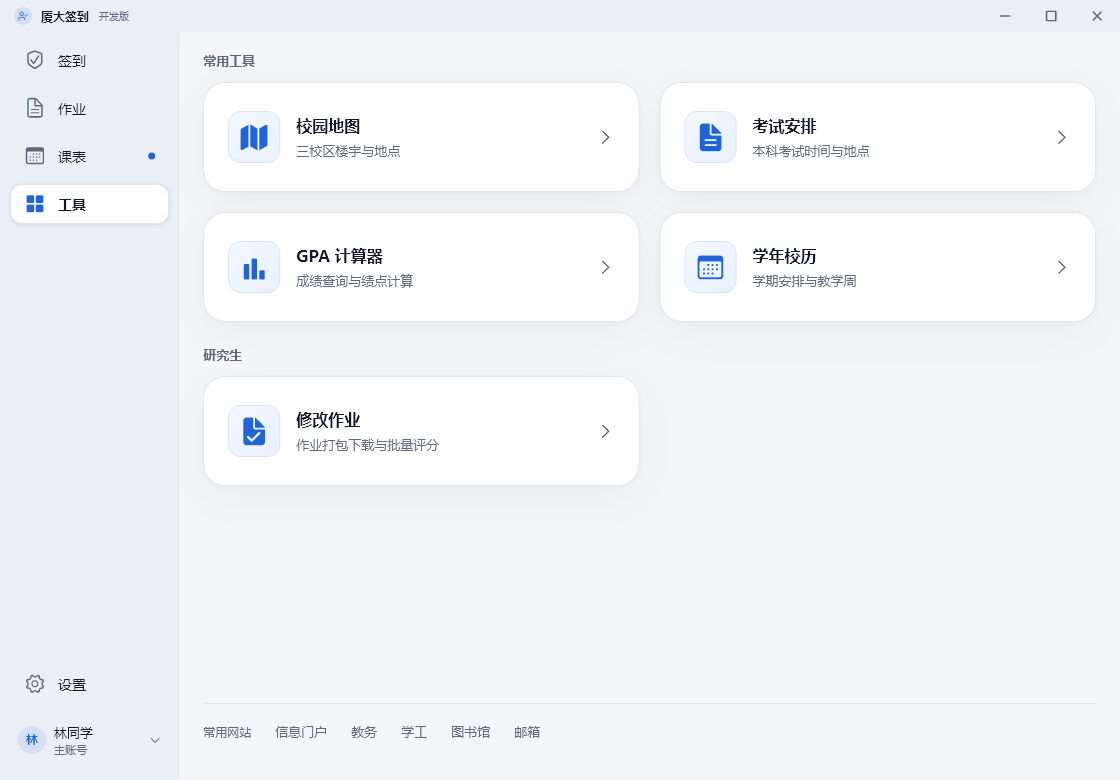 厦大签到 开发版
签到
作业
课表
工具
设置
林 林同学
主账号
常用工具
校园地图
三校区楼宇与地点
考试安排
本科考试时间与地点
GPA 计算器
成绩查询与绩点计算
学年校历
学期安排与教学周
研究生
修改作业
作业打包下载与批量评分
常用网站 信息门户 教务 学工 图书馆 邮箱